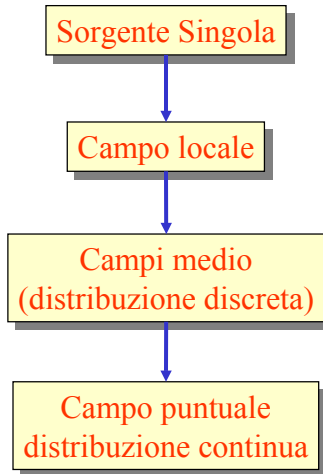 Sorgente Singola
Campo locale
Campi medio
(distribuzione discreta)
Campo puntuale
distribuzione continua